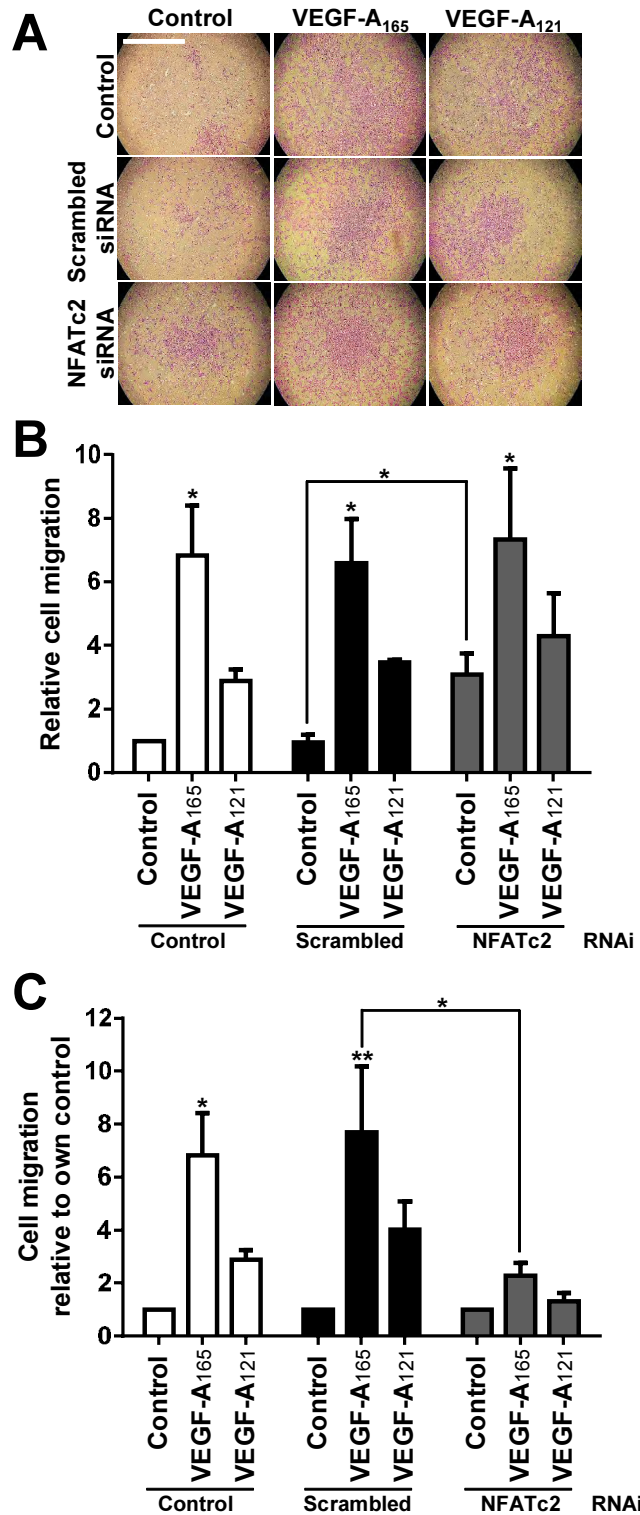 A
Control VEGF-A₁₆₅ VEGF-A₁₂₁
Control
Scrambled
siRNA
NFATc2
siRNA
B
Relative cell migration
10
8
6
4
2
0
* * * *
Control VEGF-A₁₆₅ VEGF-A₁₂₁ Control VEGF-A₁₆₅ VEGF-A₁₂₁ Control VEGF-A₁₆₅ VEGF-A₁₂₁
Control Scrambled NFATc2 RNAi
C
Cell migration
relative to own control
12
10
8
6
4
2
0
* ** *
Control VEGF-A₁₆₅ VEGF-A₁₂₁ Control VEGF-A₁₆₅ VEGF-A₁₂₁ Control VEGF-A₁₆₅ VEGF-A₁₂₁
Control Scrambled NFATc2 RNAi